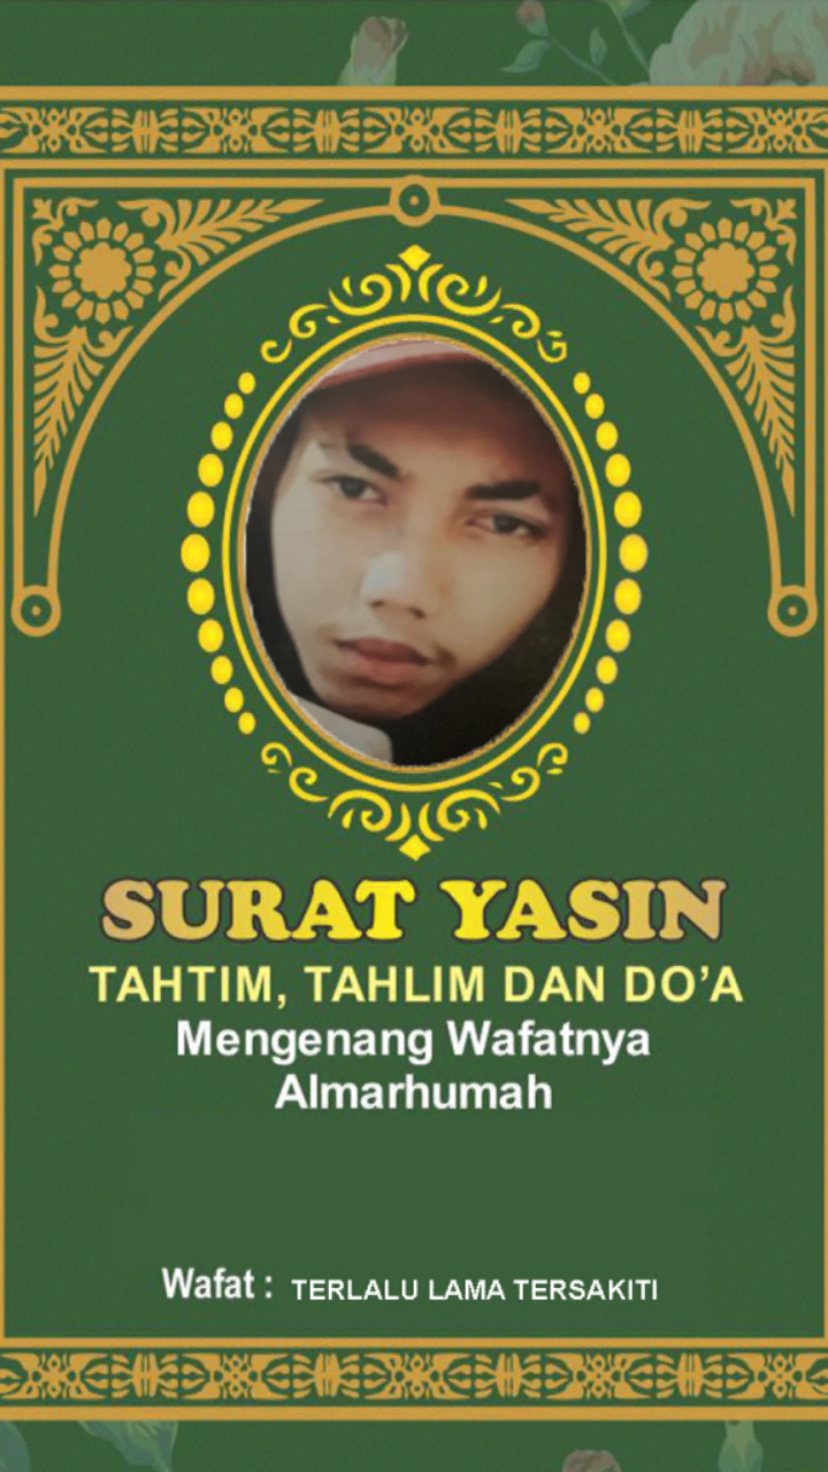 SURAT YASIN
TAHTIM, TAHLIM DAN DO’A
Mengenang Wafatnya
Almarhumah
Wafat : TERLALU LAMA TERSAKITI